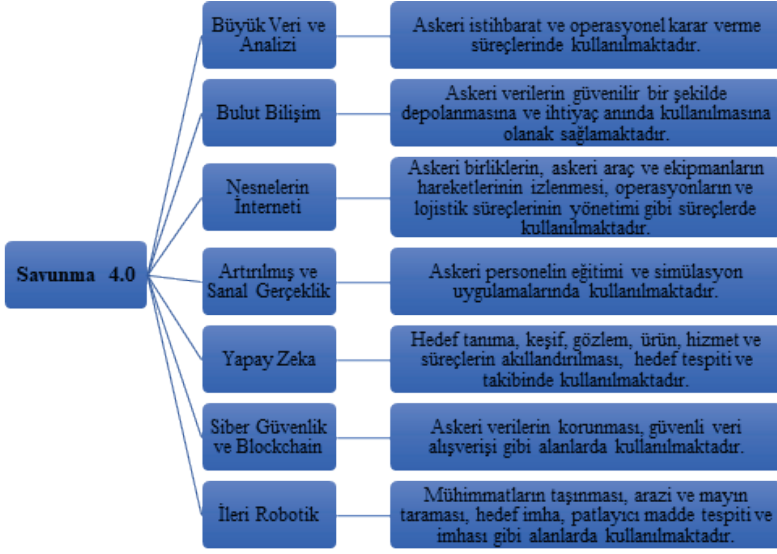 Savunma 4.0
Büyük Veri ve
Analizi
Askeri istihbarat ve operasyonel karar verme
süreçlerinde kullanılmaktadır.
Bulut Bilişim
Askeri verilerin güvenilir bir şekilde
depolanmasına ve ihtiyaç anında kullanılmasına
olanak sağlamaktadır.
Nesnelerin
İnterneti
Askeri birliklerin, askeri araç ve ekipmanların
hareketlerinin izlenmesi, operasyonların ve
lojistik süreçlerinin yönetimi gibi süreçlerde
kullanılmaktadır.
Artırılmış ve
Sanal Gerçeklik
Askeri personelin eğitimi ve simülasyon
uygulamalarında kullanılmaktadır.
Yapay Zeka
Hedef tanıma, keşif, gözlem, ürün, hizmet ve
süreçlerin akıllandırılması, hedef tespiti ve
takibinde kullanılmaktadır.
Siber Güvenlik
ve Blockchain
Askeri verilerin korunması, güvenli veri
alışverişi gibi alanlarda kullanılmaktadır.
İleri Robotik
Mühimmatların taşınması, arazi ve mayın
taraması, hedef imha, patlayıcı madde tespiti ve
imhası gibi alanlarda kullanılmaktadır.